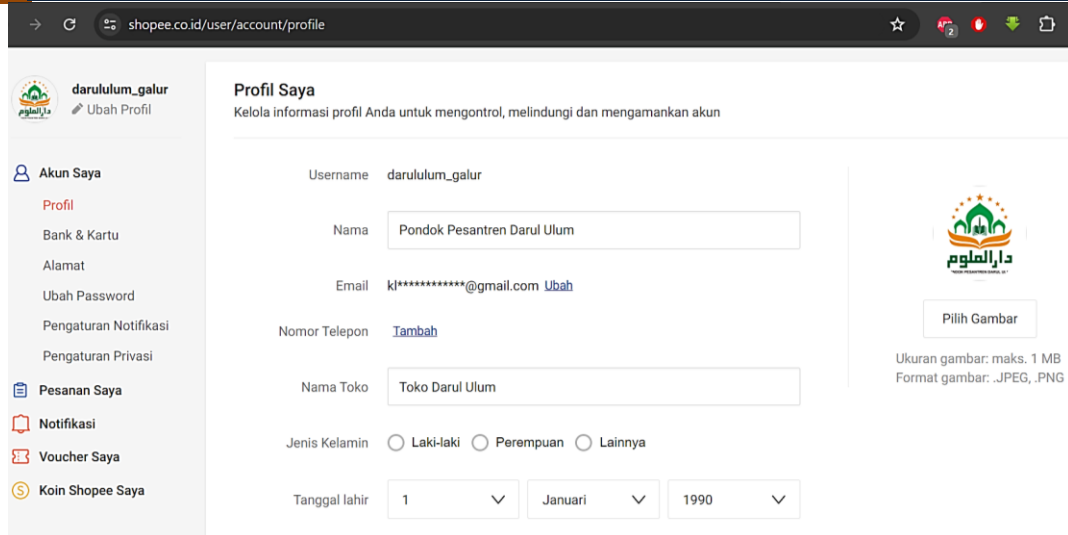 shopee.co.id/user/account/profile
2
darululum_galur
Ubah Profil
Akun Saya
Profil
Bank & Kartu
Alamat
Ubah Password
Pengaturan Notifikasi
Pengaturan Privasi
Pesanan Saya
Notifikasi
Voucher Saya
S Koin Shopee Saya
Profil Saya
Kelola informasi profil Anda untuk mengontrol, melindungi dan mengamankan akun
Username darululum_galur
Nama Pondok Pesantren Darul Ulum
Email kl************@gmail.com Ubah
Nomor Telepon Tambah
Nama Toko Toko Darul Ulum
Jenis Kelamin Laki-laki Perempuan Lainnya
Tanggal lahir 1 Januari 1990
دارالعلوم
Pilih Gambar
Ukuran gambar: maks. 1 MB
Format gambar: .JPEG, .PNG